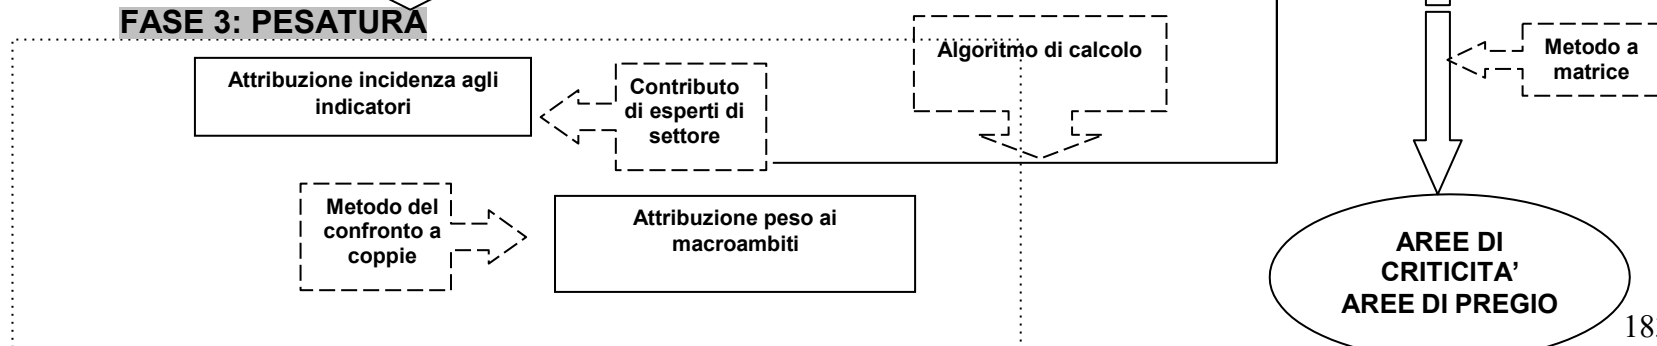 FASE 3: PESATURA
Algoritmo di calcolo
Metodo a
matrice
Attribuzione incidenza agli
indicatori
Contributo
di esperti di
settore
Metodo del
confronto a
coppie
Attribuzione peso ai
macroambiti
AREE DI
CRITICITA’
AREE DI PREGIO